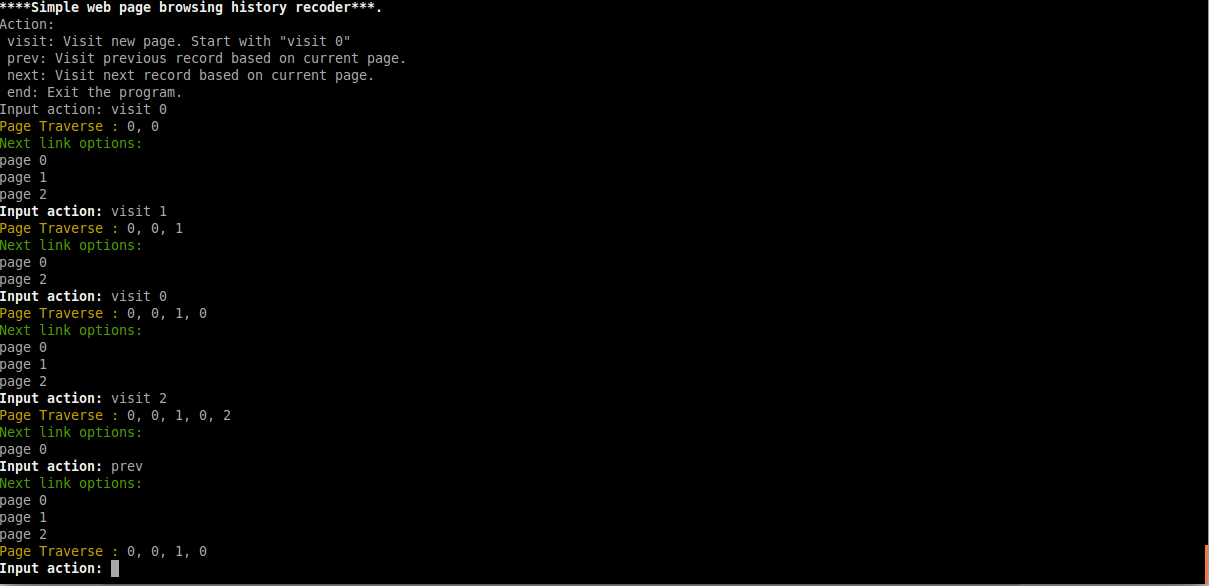 ****Simple web page browsing history recoder***.
Action:
 visit: Visit new page. Start with "visit 0"
 prev: Visit previous record based on current page.
 next: Visit next record based on current page.
 end: Exit the program.
Input action: visit 0
Page Traverse : 0, 0
Next link options:
page 0
page 1
page 2
Input action: visit 1
Page Traverse : 0, 0, 1
Next link options:
page 0
page 2
Input action: visit 0
Page Traverse : 0, 0, 1, 0
Next link options:
page 0
page 1
page 2
Input action: visit 2
Page Traverse : 0, 0, 1, 0, 2
Next link options:
page 0
Input action: prev
Next link options:
page 0
page 1
page 2
Page Traverse : 0, 0, 1, 0
Input action: